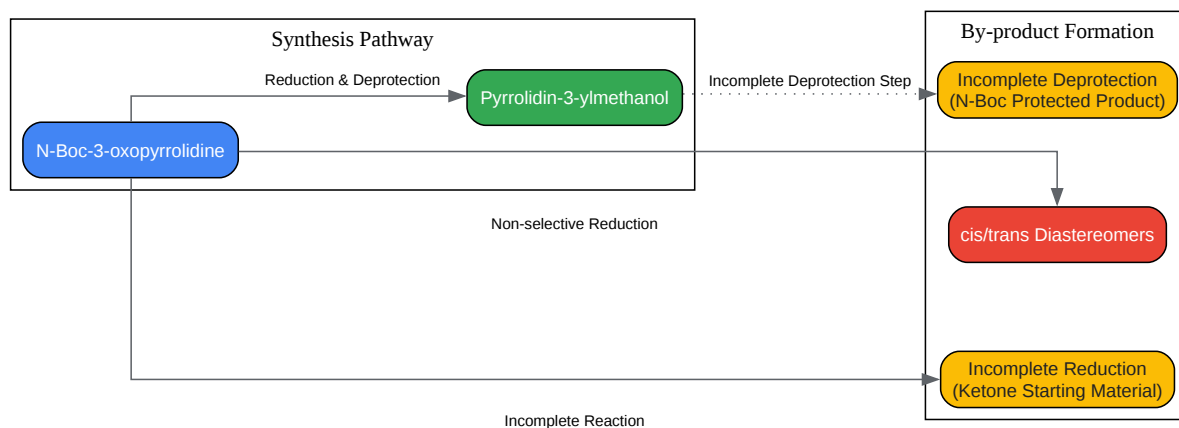 Synthesis Pathway
By-product Formation
Reduction & Deprotection
Pyrrolidin-3-ylmethanol
Incomplete Deprotection Step
Incomplete Deprotection
(N-Boc Protected Product)
N-Boc-3-oxopyrrolidine
Non-selective Reduction
cis/trans Diastereomers
Incomplete Reduction
(Ketone Starting Material)
Incomplete Reaction